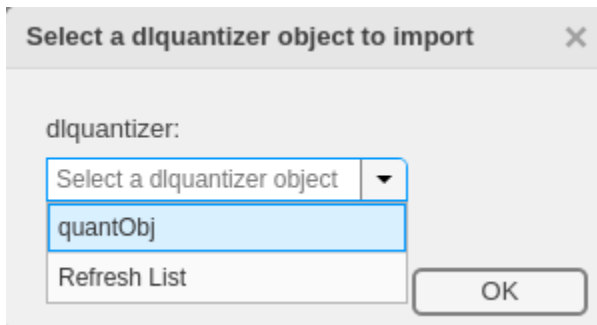 Select a dlquantizer object to import
dlquantizer:
Select a dlquantizer object
quantObj
Refresh List
OK